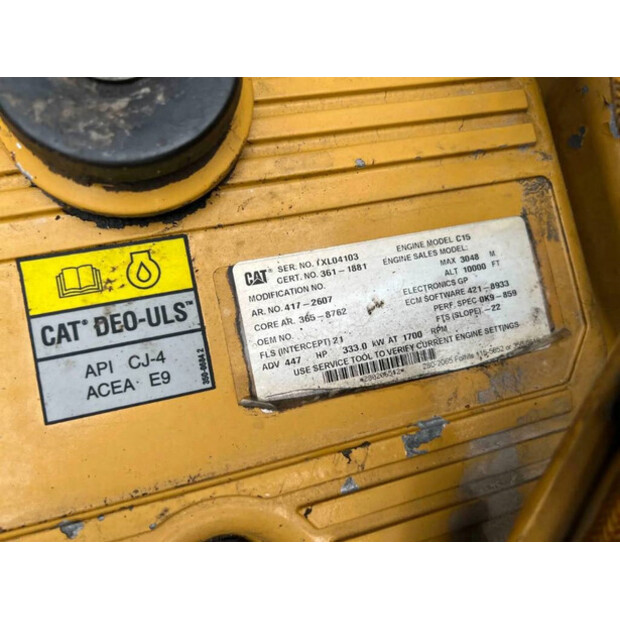 CAT® DEO-ULS™
API CJ-4
ACEA E9
CAT®
SER. NO. XL04103
ENGINE MODEL C15
CERT. NO. 361-1881
ENGINE SALES MODEL:
MODIFICATION NO.
MAX 3048 M
ALT 10000 FT
AR. NO. 417-2607
ELECTRONICS GP
CORE AR. 365-8762
ECM SOFTWARE 421-8933
OEM NO.
PERF. SPEC 0K9-859
FLS (INTERCEPT) 21
FTS (SLOPE) -22
ADV 447 HP 333.0 kW AT 1700 RPM
USE SERVICE TOOL TO VERIFY CURRENT ENGINE SETTINGS